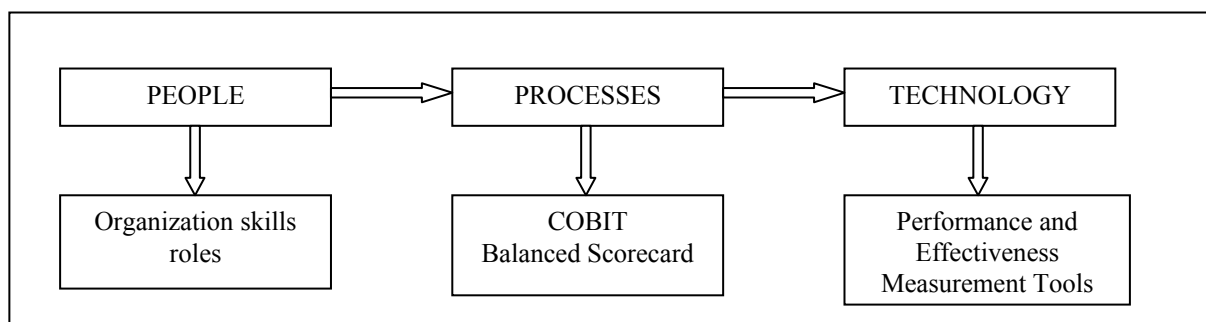 PEOPLE
PROCESSES
TECHNOLOGY
Organization skills
roles
COBIT
Balanced Scorecard
Performance and
Effectiveness
Measurement Tools